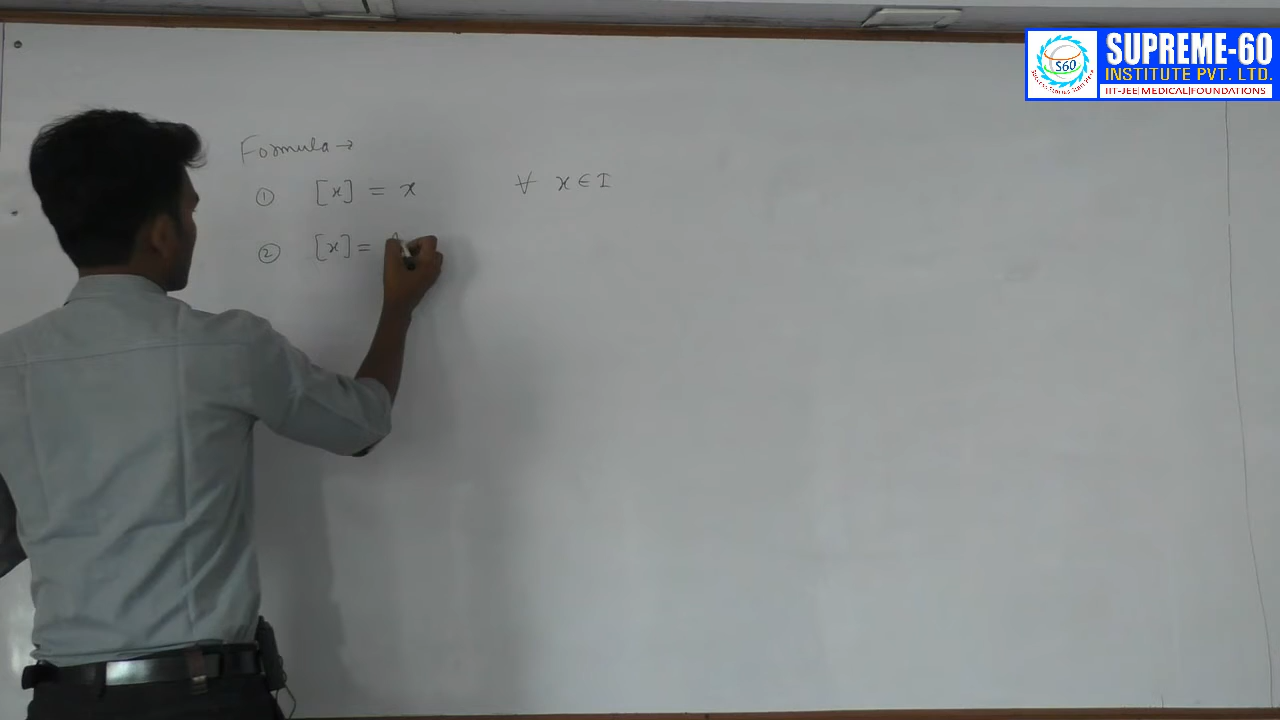 SUPREME-60
INSTITUTE PVT. LTD.
IIT-JEE|MEDICAL|FOUNDATIONS
S60
Formula →
① [x] = x ∀ x ∈ I
② [x] =